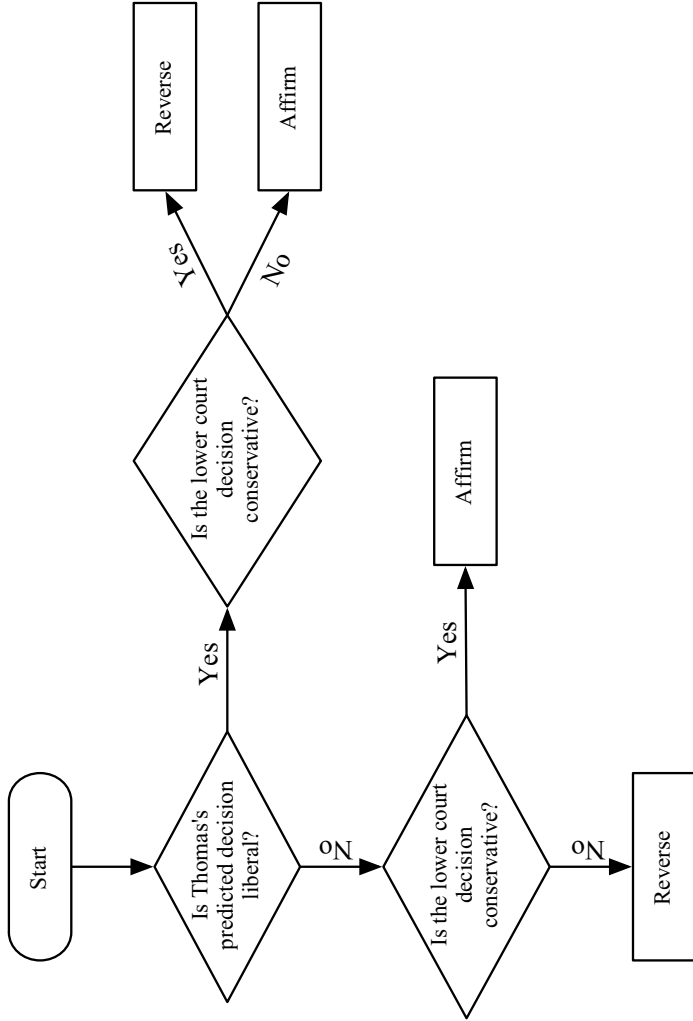 Start
Is Thomas's
predicted decision
liberal?
Yes
Is the lower court
decision
conservative?
Yes
Reverse
No
Affirm
No
Is the lower court
decision
conservative?
Yes
Affirm
No
Reverse